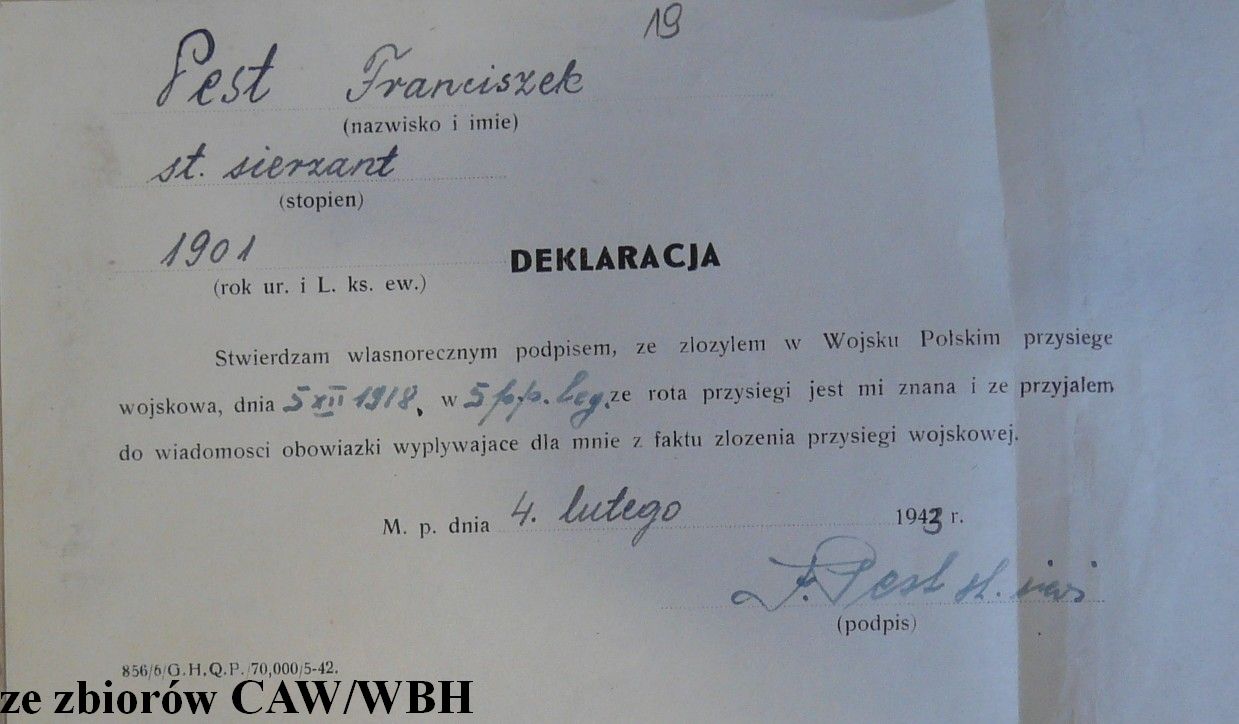 19
Pest Franciszek
(nazwisko i imie)
st. sierzant
(stopien)
1901
(rok ur. i L. ks. ew.)
DEKLARACJA
Stwierdzam wlasnorecznym podpisem, ze zlozylem w Wojsku Polskim przysiege
wojskowa, dnia 5 XII 1918, w 5 p.p. Leg. ze rota przysiegi jest mi znana i ze przyjalem
do wiadomosci obowiazki wyplywajace dla mnie z faktu zlozenia przysiegi wojskowej.
M. p. dnia 4. lutego 1943 r.
F. Pest st. sierż
(podpis)
856/6/G.H.Q.P./70,000/5-42.
ze zbiorów CAW/WBH